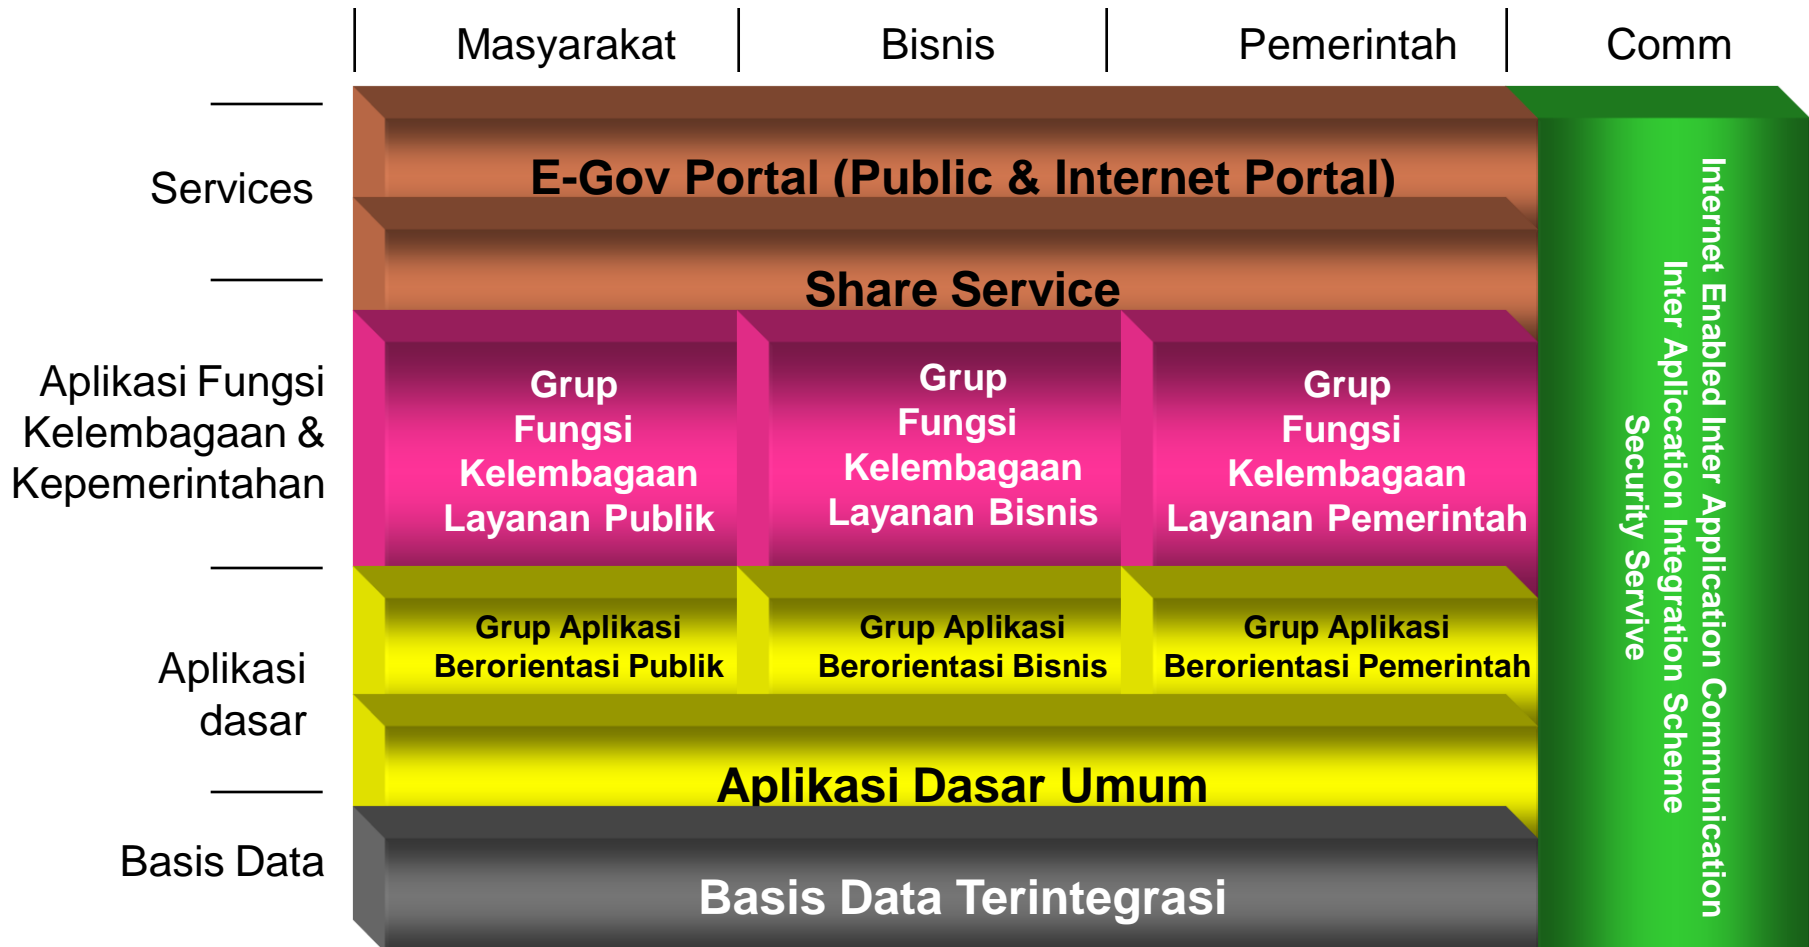 Masyarakat
Bisnis
Pemerintah
Comm
Services
E-Gov Portal (Public & Internet Portal)
Share Service
Aplikasi Fungsi
Kelembagaan &
Kepemerintahan
Grup
Fungsi
Kelembagaan
Layanan Publik
Grup
Fungsi
Kelembagaan
Layanan Bisnis
Grup
Fungsi
Kelembagaan
Layanan Pemerintah
Aplikasi
dasar
Grup Aplikasi
Berorientasi Publik
Grup Aplikasi
Berorientasi Bisnis
Grup Aplikasi
Berorientasi Pemerintah
Aplikasi Dasar Umum
Basis Data
Basis Data Terintegrasi
Internet Enabled Inter Application Communication
Inter Apliccation Integration Scheme
Security Servive